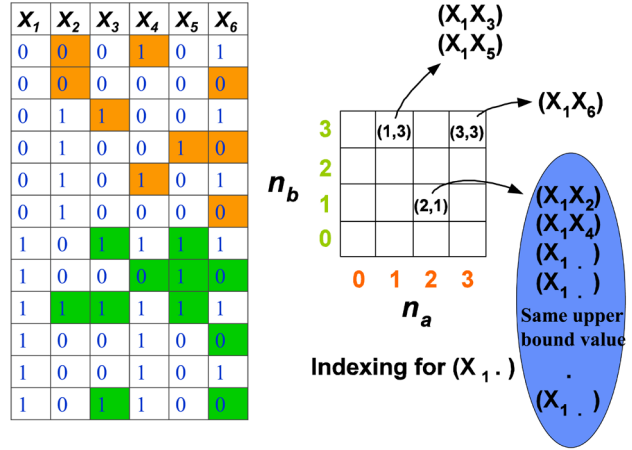 X1 X2 X3 X4 X5 X6
0 0 0 1 0 1
0 0 0 0 0 0
0 1 1 0 0 1
0 1 0 0 1 0
0 1 0 1 0 1
0 1 0 0 0 0
1 0 1 1 1 1
1 0 0 0 1 0
1 1 1 1 1 1
1 0 0 1 0 0
1 0 0 1 0 1
1 0 1 1 0 0
(X1X3)
(X1X5)
(X1X6)
3 (1,3) (3,3)
2
nb
1 (2,1)
0
0 1 2 3
na
(X1X2)
(X1X4)
(X1 . )
(X1 . )
Same upper
bound value
.
(X1 . )
Indexing for (X 1 . )